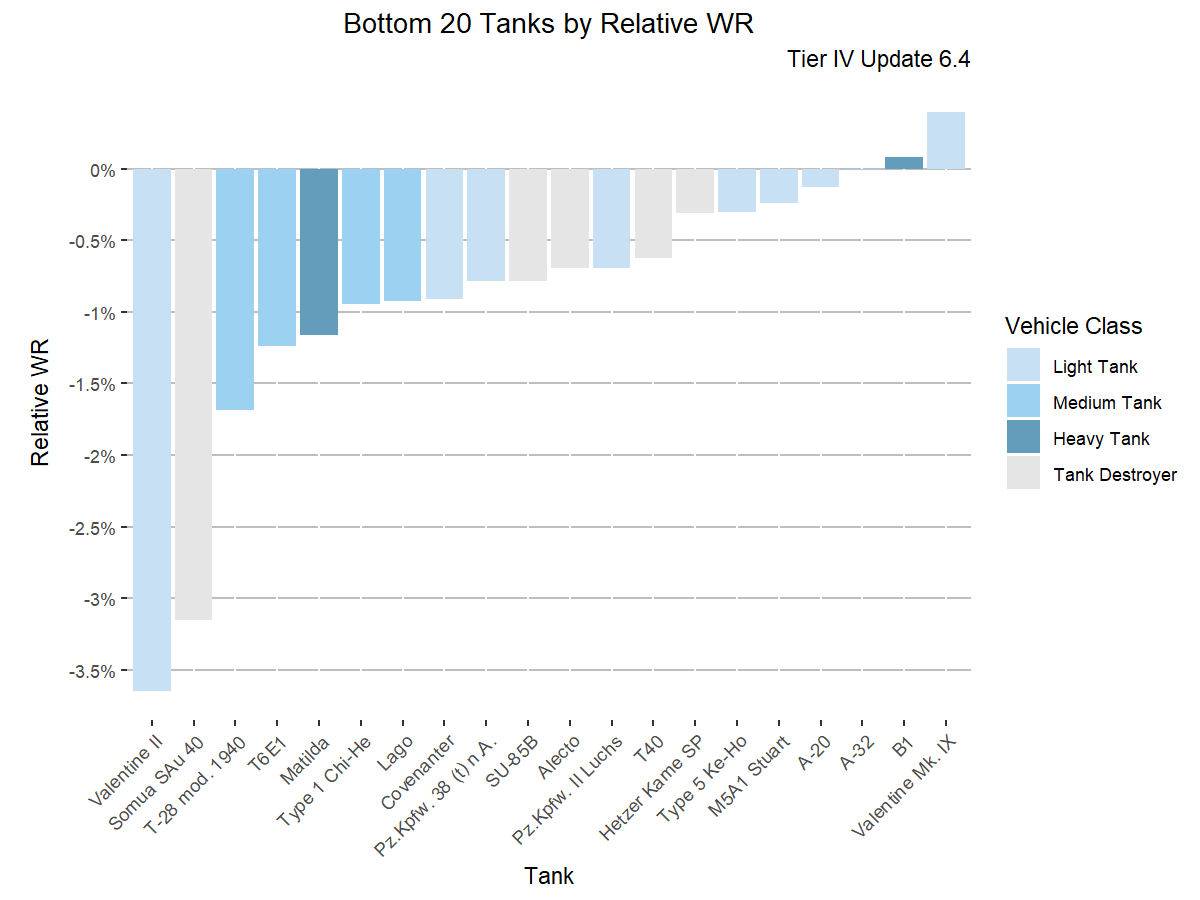 Bottom 20 Tanks by Relative WR
Tier IV Update 6.4
Relative WR
0%
-0.5%
-1%
-1.5%
-2%
-2.5%
-3%
-3.5%
Valentine II
Somua SAu 40
T-28 mod. 1940
T6E1
Matilda
Type 1 Chi-He
Lago
Covenanter
Pz.Kpfw. 38 (t) n.A.
SU-85B
Alecto
Pz.Kpfw. II Luchs
T40
Hetzer Kame SP
Type 5 Ke-Ho
M5A1 Stuart
A-20
A-32
B1
Valentine Mk. IX
Tank
Vehicle Class
Light Tank
Medium Tank
Heavy Tank
Tank Destroyer